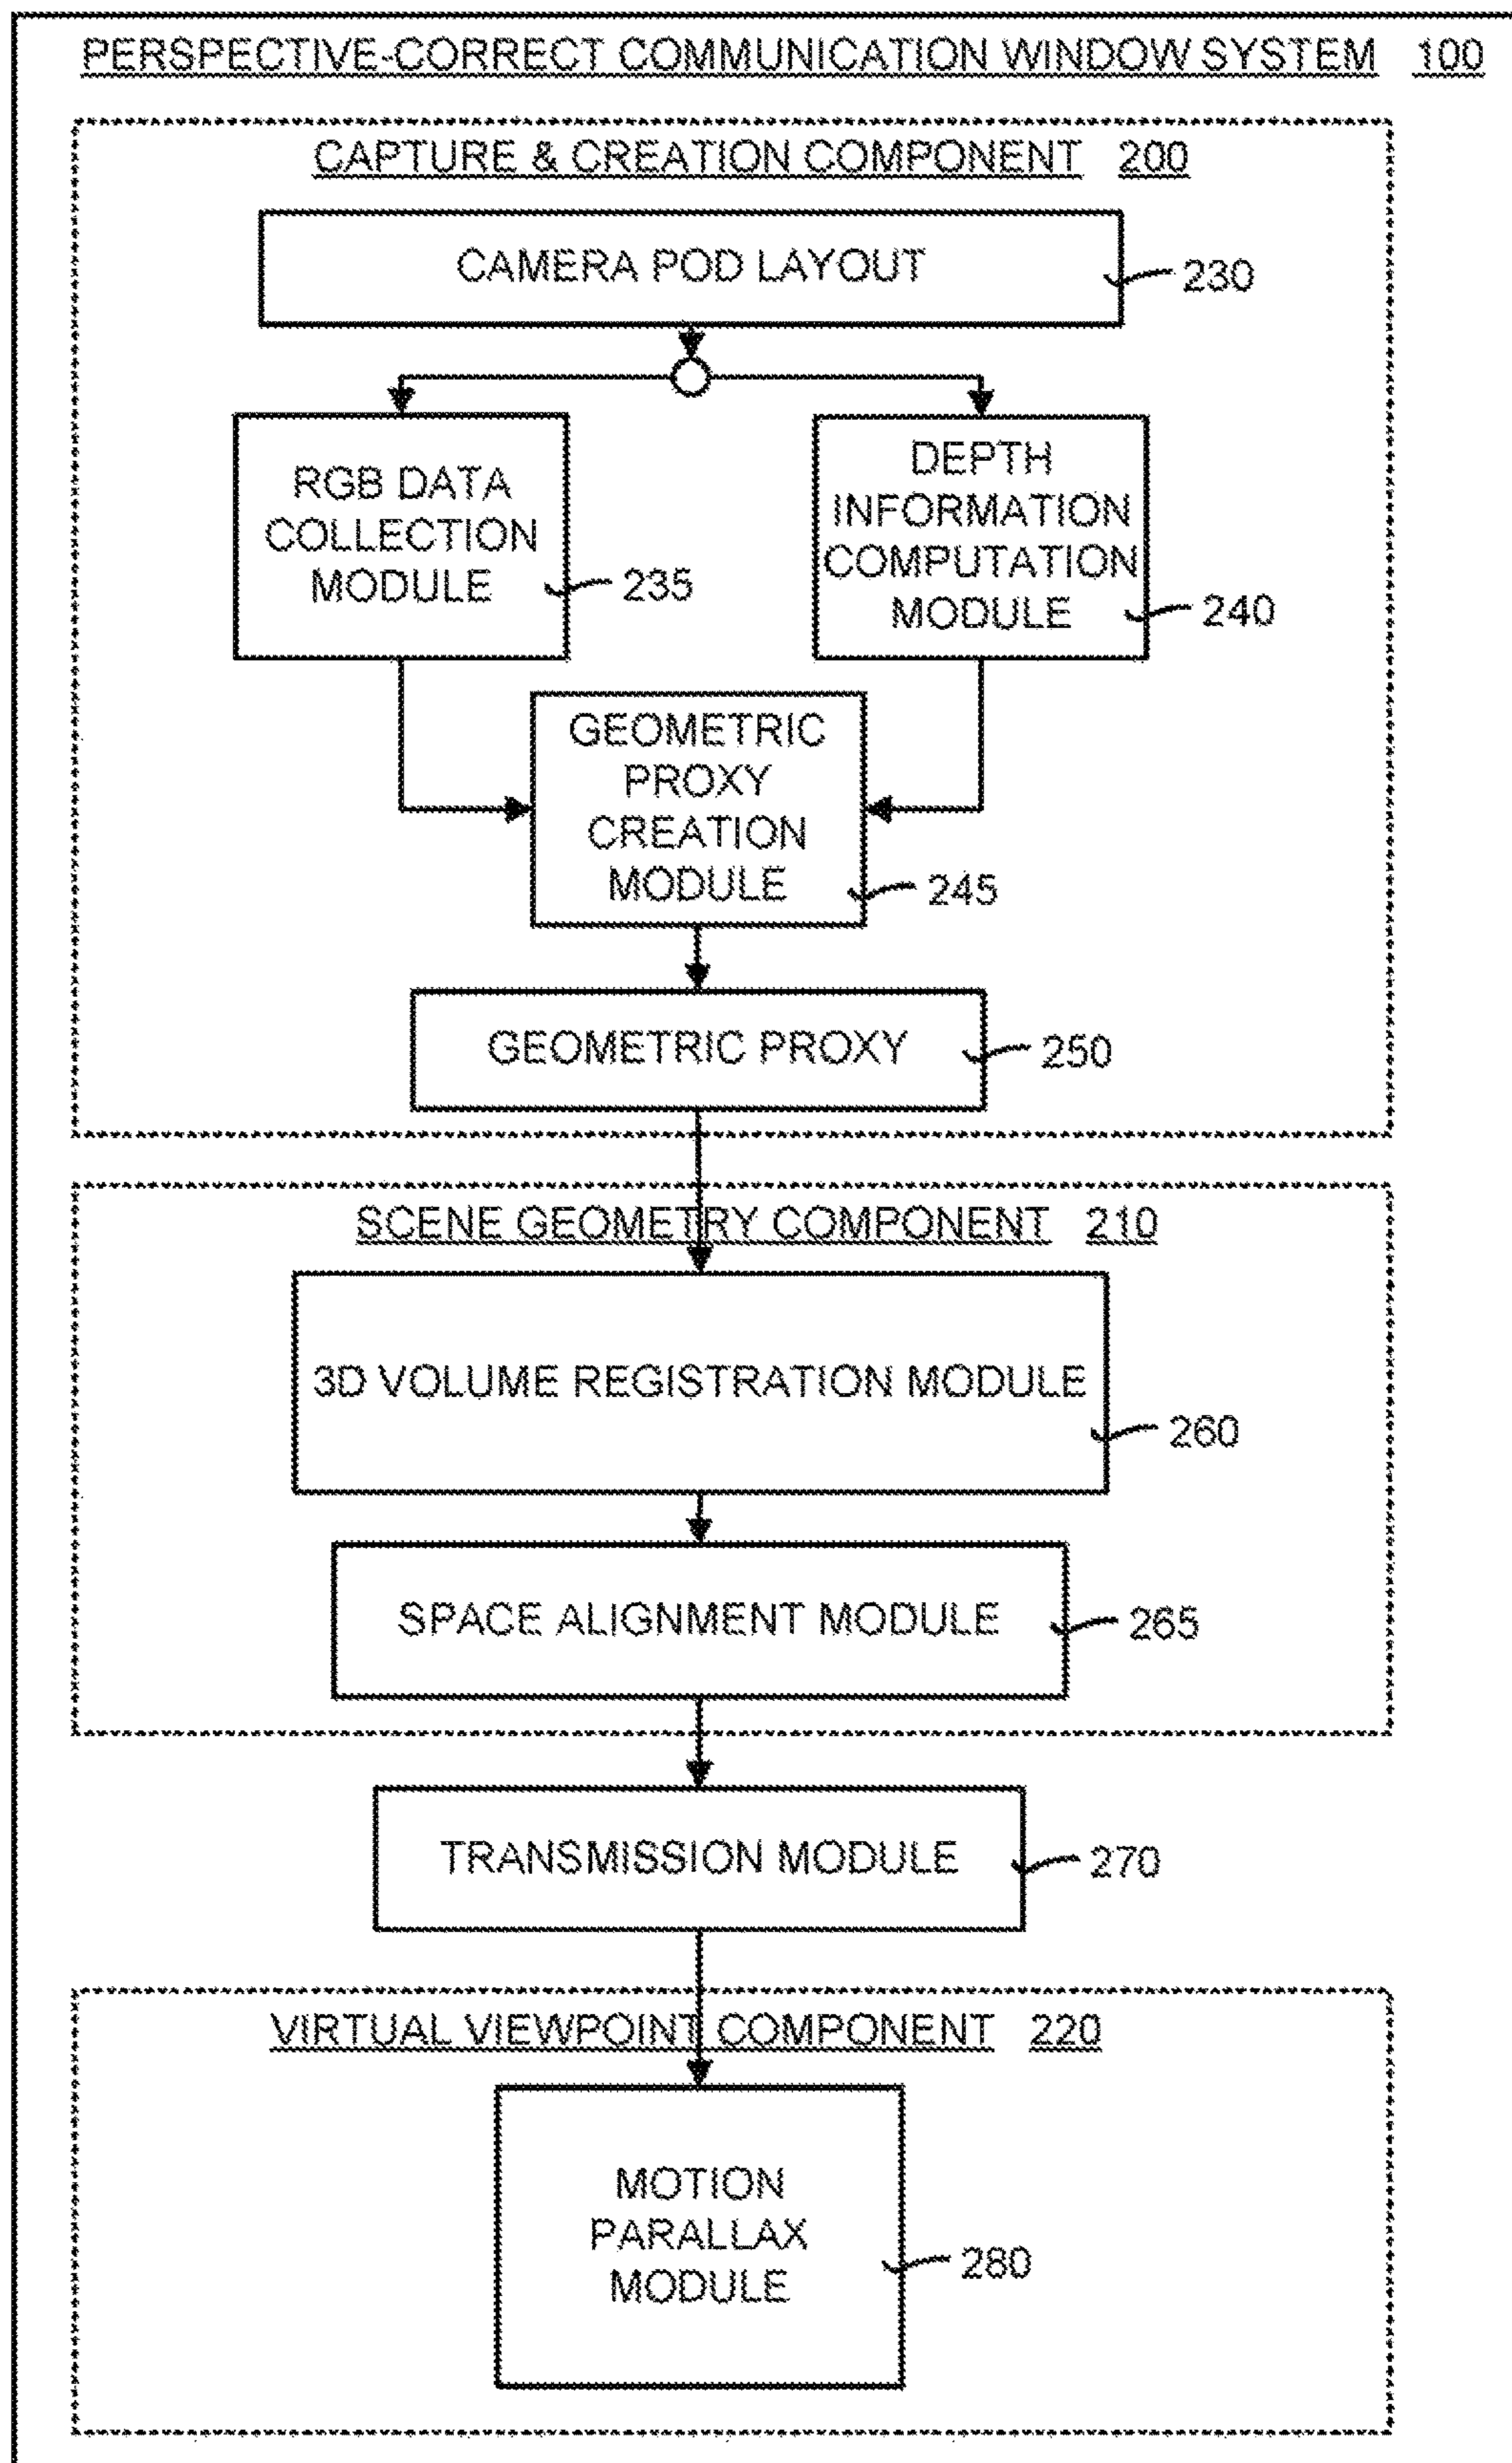 PERSPECTIVE-CORRECT COMMUNICATION WINDOW SYSTEM 100
CAPTURE & CREATION COMPONENT 200
CAMERA POD LAYOUT
230
RGB DATA
COLLECTION
MODULE
235
DEPTH
INFORMATION
COMPUTATION
MODULE
240
GEOMETRIC
PROXY
CREATION
MODULE
245
GEOMETRIC PROXY
250
SCENE GEOMETRY COMPONENT 210
3D VOLUME REGISTRATION MODULE
260
SPACE ALIGNMENT MODULE
265
TRANSMISSION MODULE
270
VIRTUAL VIEWPOINT COMPONENT 220
MOTION
PARALLAX
MODULE
280